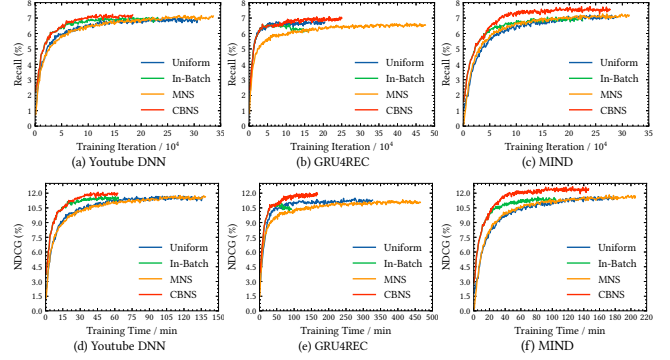 8
7
6
5
4
3
2
1
0
Recall (%)
Uniform
In-Batch
MNS
CBNS
0 5 10 15 20 25 30 35
Training Iteration / 10⁴
(a) Youtube DNN
8
7
6
5
4
3
2
1
0
Recall (%)
Uniform
In-Batch
MNS
CBNS
0 5 10 15 20 25 30 35 40 45 50
Training Iteration / 10⁴
(b) GRU4REC
8
7
6
5
4
3
2
1
0
Recall (%)
Uniform
In-Batch
MNS
CBNS
0 5 10 15 20 25 30 35
Training Iteration / 10⁴
(c) MIND
12.0
10.5
9.0
7.5
6.0
4.5
3.0
1.5
0.0
NDCG (%)
Uniform
In-Batch
MNS
CBNS
0 15 30 45 60 75 90 105 120 135 150
Training Time / min
(d) Youtube DNN
12.0
10.5
9.0
7.5
6.0
4.5
3.0
1.5
0.0
NDCG (%)
Uniform
In-Batch
MNS
CBNS
0 50 100 150 200 250 300 350 400 450 500
Training Time / min
(e) GRU4REC
12.0
10.5
9.0
7.5
6.0
4.5
3.0
1.5
0.0
NDCG (%)
Uniform
In-Batch
MNS
CBNS
0 20 40 60 80 100 120 140 160 180 200 220
Training Time / min
(f) MIND